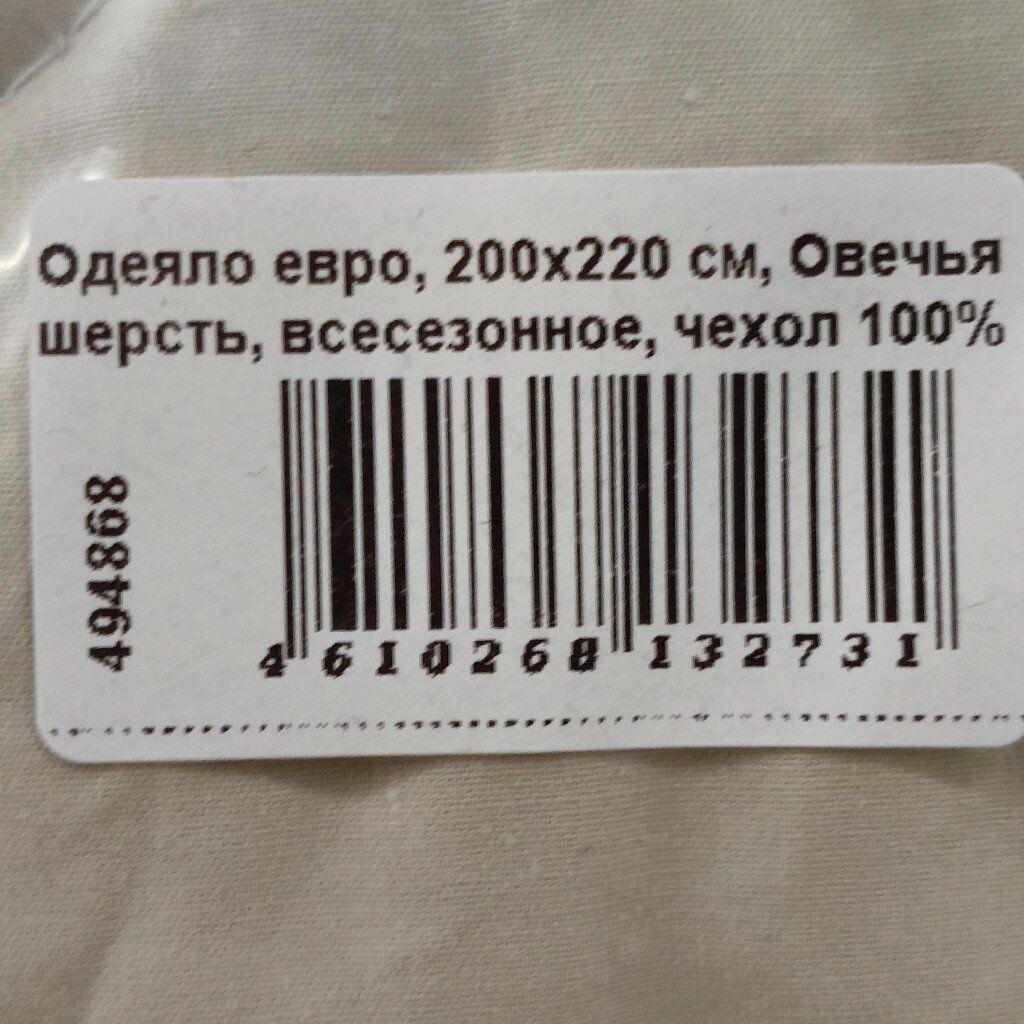 Одеяло евро, 200х220 см, Овечья
шерсть, всесезонное, чехол 100%
494868
4 610268 132731